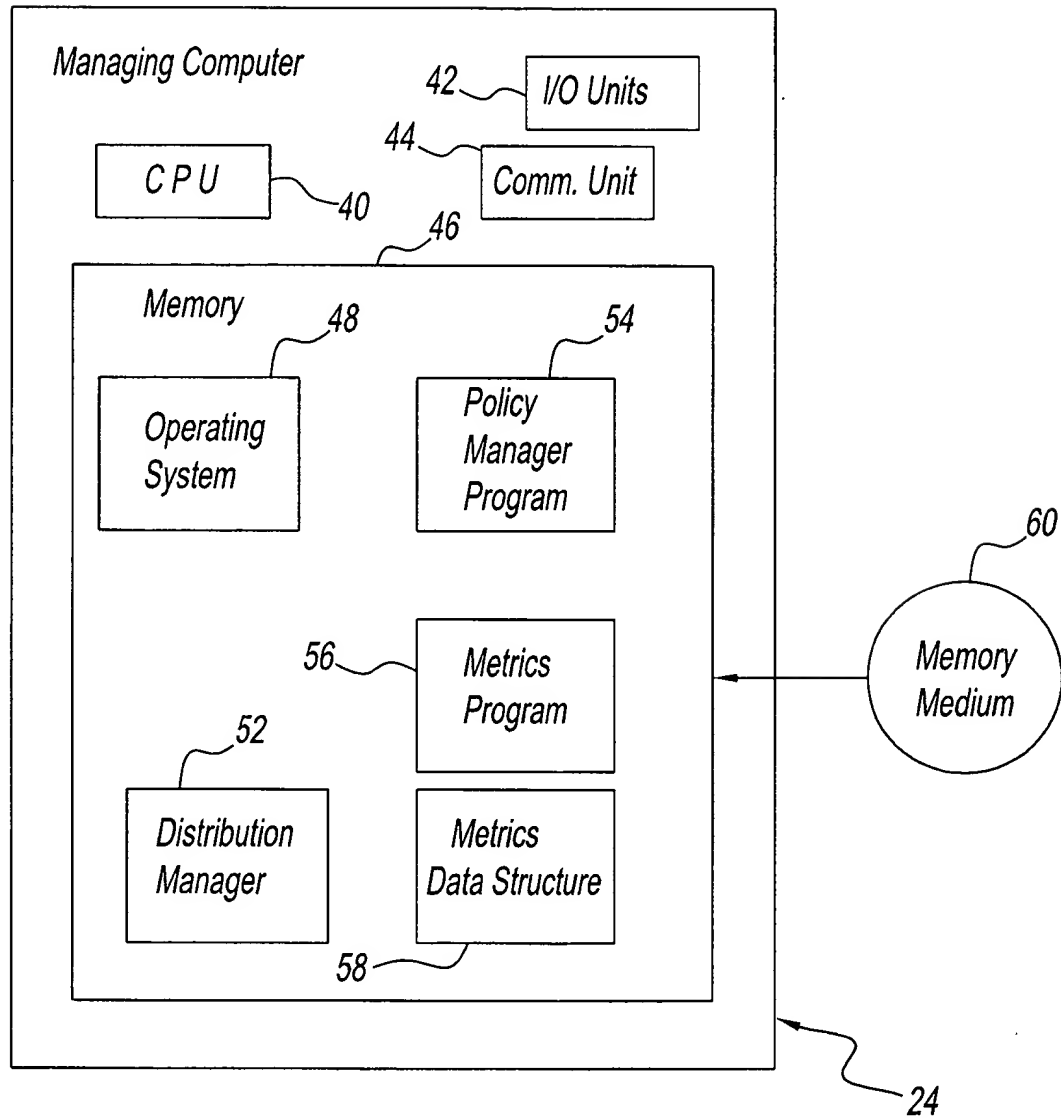 Managing Computer
42
I/O Units
44
C P U
40
Comm. Unit
46
Memory
48
54
Operating
System
Policy
Manager
Program
60
56
Metrics
Program
Memory
Medium
52
Distribution
Manager
Metrics
Data Structure
58
24